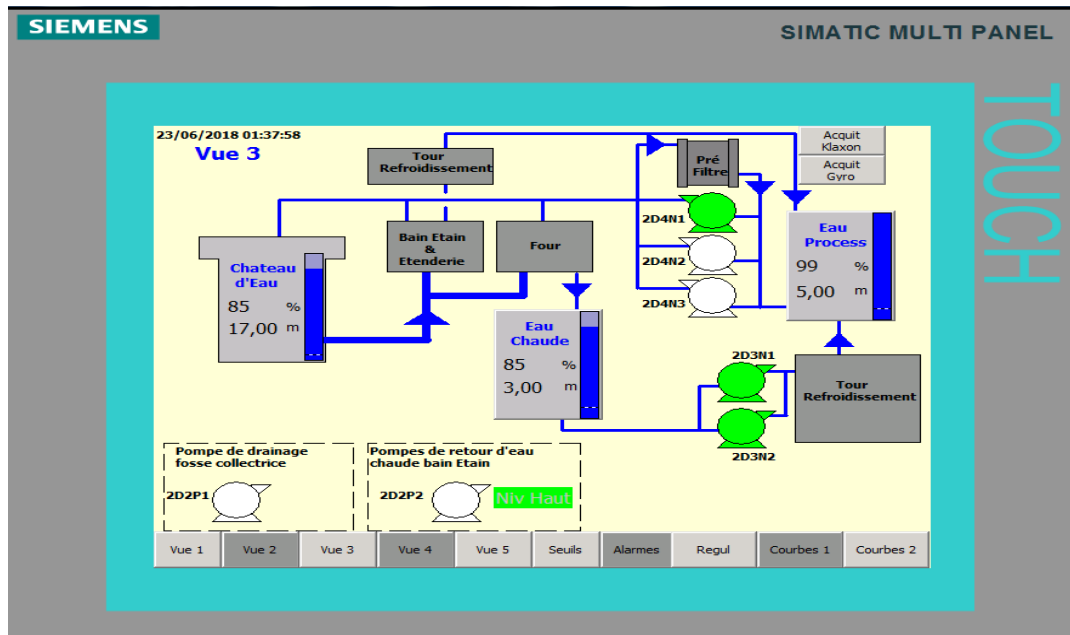 SIEMENS
SIMATIC MULTI PANEL
TOUCH
23/06/2018 01:37:58
Vue 3
Tour
Refroidissement
Pré
Filtre
Acquit
Klaxon
Acquit
Gyro
2D4N1
2D4N2
2D4N3
Bain Etain
&
Etenderie
Four
Eau
Process
99 %
5,00 m
Chateau
d'Eau
85 %
17,00 m
Eau
Chaude
85 %
3,00 m
2D3N1
2D3N2
Tour
Refroidissement
Pompe de drainage
fosse collectrice
2D2P1
Pompes de retour d'eau
chaude bain Etain
2D2P2
Niv Haut
Vue 1
Vue 2
Vue 3
Vue 4
Vue 5
Seuils
Alarmes
Regul
Courbes 1
Courbes 2